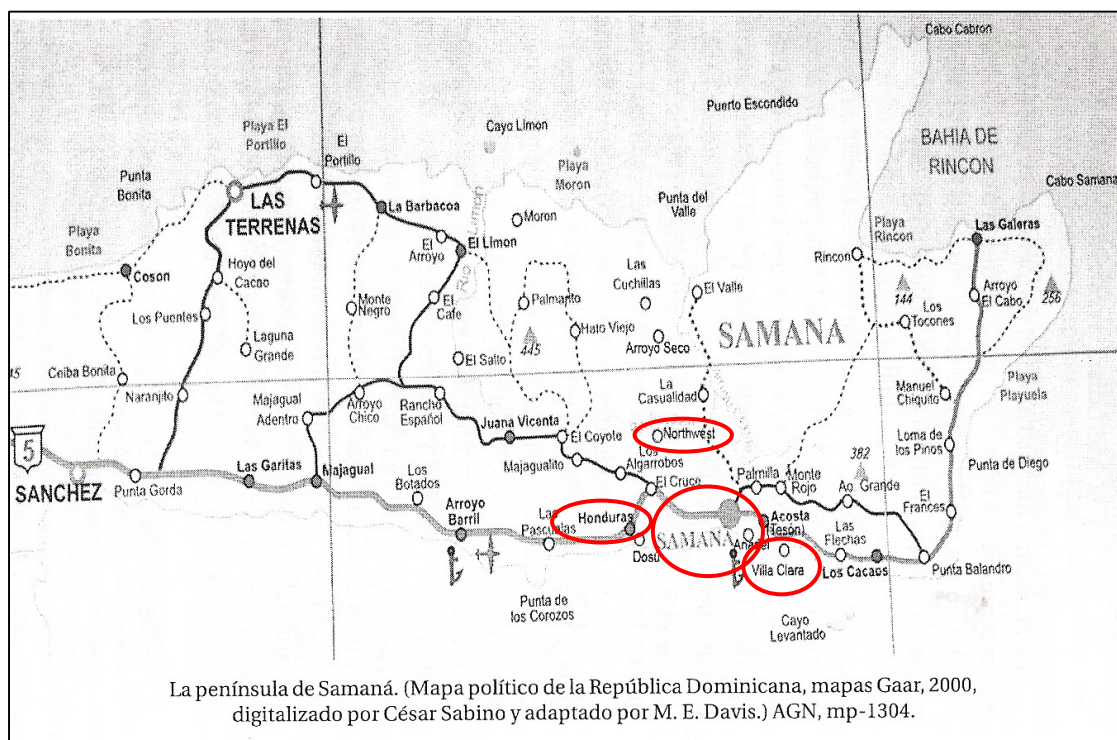 Cabo Cabron
Puerto Escondido
Cayo Limon
BAHIA DE
RINCON
Playa El
Portillo
El
Portillo
Playa
Moron
Cabo Samana
Punta
Bonita
LAS
TERRENAS
La Barbacoa
Moron
Punta del
Valle
Playa
Rincon
Las Galeras
Playa
Bonita
El
Arroyo
El Limon
Rio Limon
Rincon
Coson
Hoyo del
Cacao
Las
Cuchillas
El Valle
144
Arroyo
El Cabo
256
Los Puentes
Monte
Negro
El
Cafe
Palmarito
Los
Tocones
Laguna
Grande
El Salto
445
Hato Viejo
Arroyo Seco
SAMANA
Ceiba Bonita
Naranjito
Majagual
Adentro
Arroyo
Chico
Rancho
Español
La
Casualidad
Manuel
Chiquito
Playa
Playuela
Juana Vicenta
El Coyote
Northwest
5
SANCHEZ
Punta Gorda
Las Garitas
Majagual
Majagualito
Los
Algarrobos
Loma de
los Pinos
Punta de Diego
382
Los
Botados
El Cruce
Palmilla
Monte
Rojo
Ao. Grande
El
Frances
Arroyo
Barril
Las
Pascualas
Honduras
Dosu
SAMANA
Acosta
(Tesón)
Anadel
Las
Flechas
Villa Clara
Los Cacaos
Punta Balandro
Punta de
los Corozos
Cayo
Levantado
La península de Samaná. (Mapa político de la República Dominicana, mapas Gaar, 2000,
digitalizado por César Sabino y adaptado por M. E. Davis.) AGN, mp-1304.